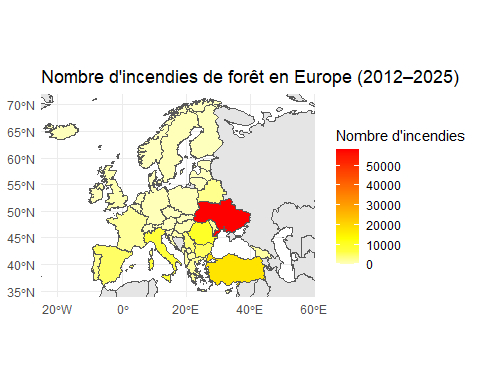 Nombre d'incendies de forêt en Europe (2012–2025)
70°N
65°N
60°N
55°N
50°N
45°N
40°N
35°N
20°W
0°
20°E
40°E
60°E
Nombre d'incendies
50000
40000
30000
20000
10000
0